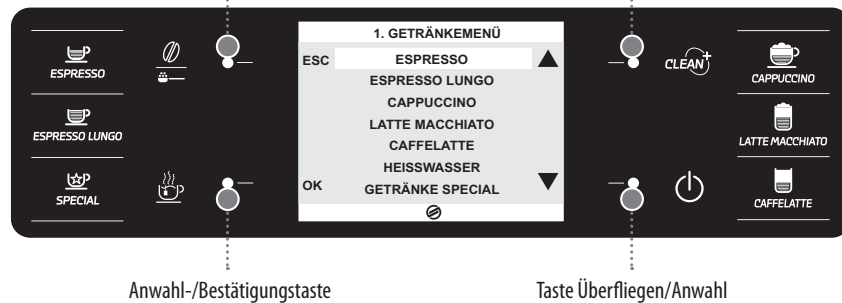 1. GETRÄNKEMENÜ
ESC
ESPRESSO
ESPRESSO LUNGO
CAPPUCCINO
LATTE MACCHIATO
CAFFELATTE
HEISSWASSER
OK
GETRÄNKE SPECIAL
ESPRESSO
ESPRESSO LUNGO
SPECIAL
CLEAN+
CAPPUCCINO
LATTE MACCHIATO
CAFFELATTE
Anwahl-/Bestätigungstaste
Taste Überfliegen/Anwahl